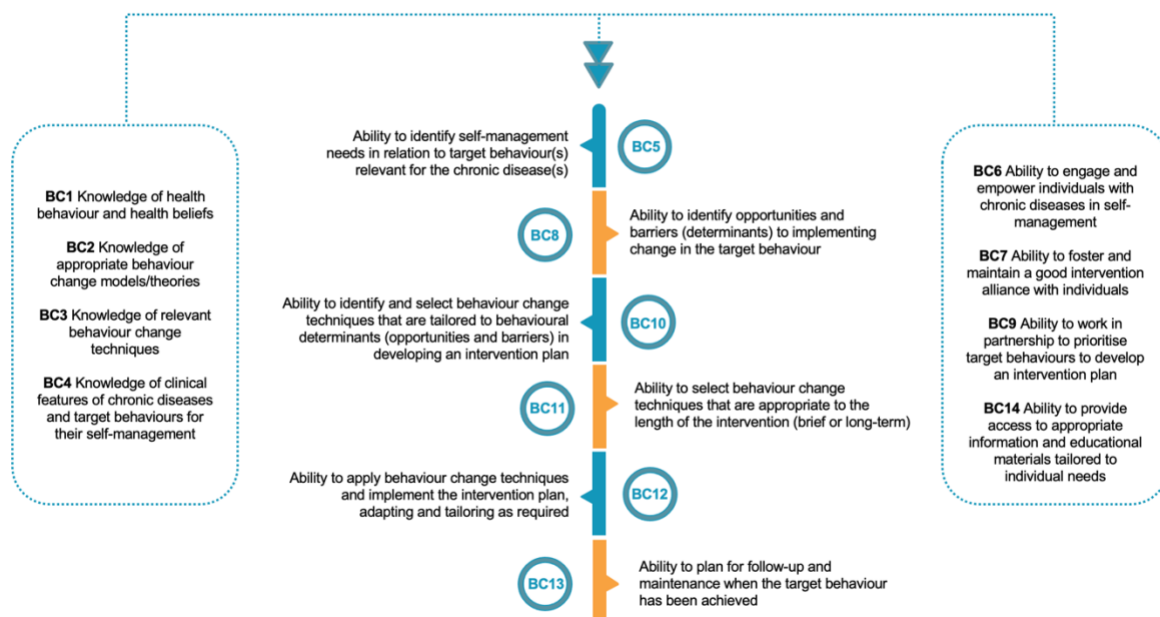 BC1 Knowledge of health
behaviour and health beliefs
BC2 Knowledge of
appropriate behaviour
change models/theories
BC3 Knowledge of relevant
behaviour change
techniques
BC4 Knowledge of clinical
features of chronic diseases
and target behaviours for
their self-management
Ability to identify self-management
needs in relation to target behaviour(s)
relevant for the chronic disease(s)
BC5
BC8
Ability to identify opportunities and
barriers (determinants) to implementing
change in the target behaviour
Ability to identify and select behaviour change
techniques that are tailored to behavioural
determinants (opportunities and barriers) in
developing an intervention plan
BC10
BC11
Ability to select behaviour change
techniques that are appropriate to the
length of the intervention (brief or long-term)
Ability to apply behaviour change techniques
and implement the intervention plan,
adapting and tailoring as required
BC12
BC13
Ability to plan for follow-up and
maintenance when the target behaviour
has been achieved
BC6 Ability to engage and
empower individuals with
chronic diseases in self-
management
BC7 Ability to foster and
maintain a good intervention
alliance with individuals
BC9 Ability to work in
partnership to prioritise
target behaviours to develop
an intervention plan
BC14 Ability to provide
access to appropriate
information and educational
materials tailored to
individual needs